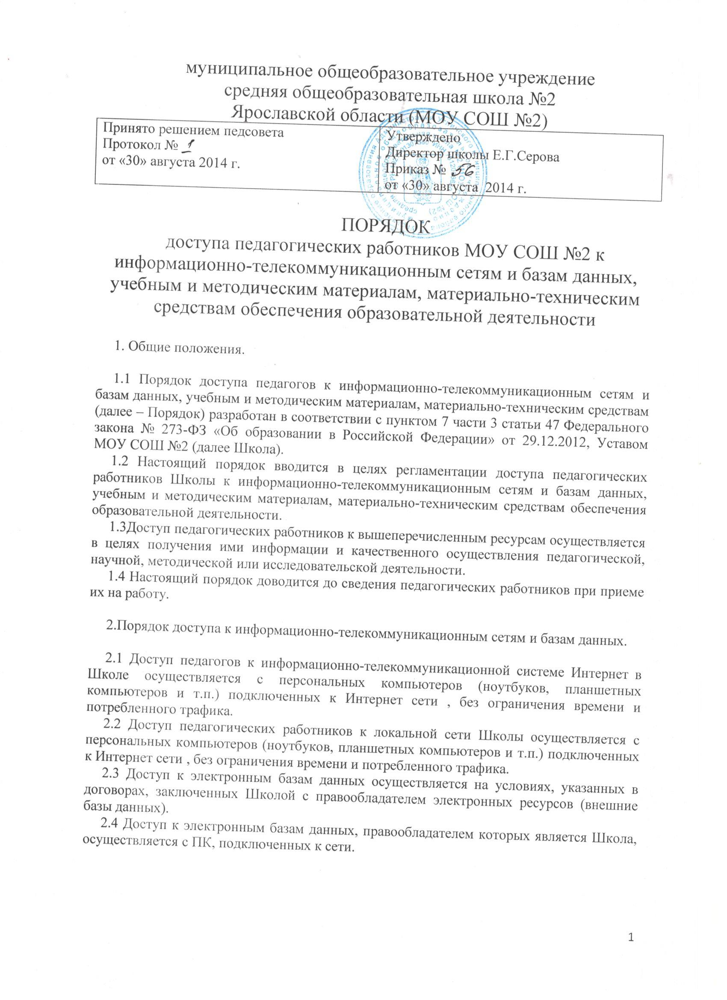 муниципальное общеобразовательное учреждение
средняя общеобразовательная школа №2
Ярославской области (МОУ СОШ №2)
Принято решением педсовета
Протокол № 1
от «30» августа 2014 г.
Утверждено
Директор школы Е.Г.Серова
Приказ № 56
от «30» августа 2014 г.
ПОРЯДОК
доступа педагогических работников МОУ СОШ №2 к
информационно-телекоммуникационным сетям и базам данных,
учебным и методическим материалам, материально-техническим
средствам обеспечения образовательной деятельности
1. Общие положения.
1.1 Порядок доступа педагогов к информационно-телекоммуникационным сетям и
базам данных, учебным и методическим материалам, материально-техническим средствам
(далее – Порядок) разработан в соответствии с пунктом 7 части 3 статьи 47 Федерального
закона № 273-ФЗ «Об образовании в Российской Федерации» от 29.12.2012, Уставом
МОУ СОШ №2 (далее Школа).
1.2 Настоящий порядок вводится в целях регламентации доступа педагогических
работников Школы к информационно-телекоммуникационным сетям и базам данных,
учебным и методическим материалам, материально-техническим средствам обеспечения
образовательной деятельности.
1.3Доступ педагогических работников к вышеперечисленным ресурсам осуществляется
в целях получения ими информации и качественного осуществления педагогической,
научной, методической или исследовательской деятельности.
1.4 Настоящий порядок доводится до сведения педагогических работников при приеме
их на работу.
2.Порядок доступа к информационно-телекоммуникационным сетям и базам данных.
2.1 Доступ педагогов к информационно-телекоммуникационной системе Интернет в
Школе осуществляется с персональных компьютеров (ноутбуков, планшетных
компьютеров и т.п.) подключенных к Интернет сети , без ограничения времени и
потребленного трафика.
2.2 Доступ педагогических работников к локальной сети Школы осуществляется с
персональных компьютеров (ноутбуков, планшетных компьютеров и т.п.) подключенных
к Интернет сети , без ограничения времени и потребленного трафика.
2.3 Доступ к электронным базам данных осуществляется на условиях, указанных в
договорах, заключенных Школой с правообладателем электронных ресурсов (внешние
базы данных).
2.4 Доступ к электронным базам данных, правообладателем которых является Школа,
осуществляется с ПК, подключенных к сети.
1